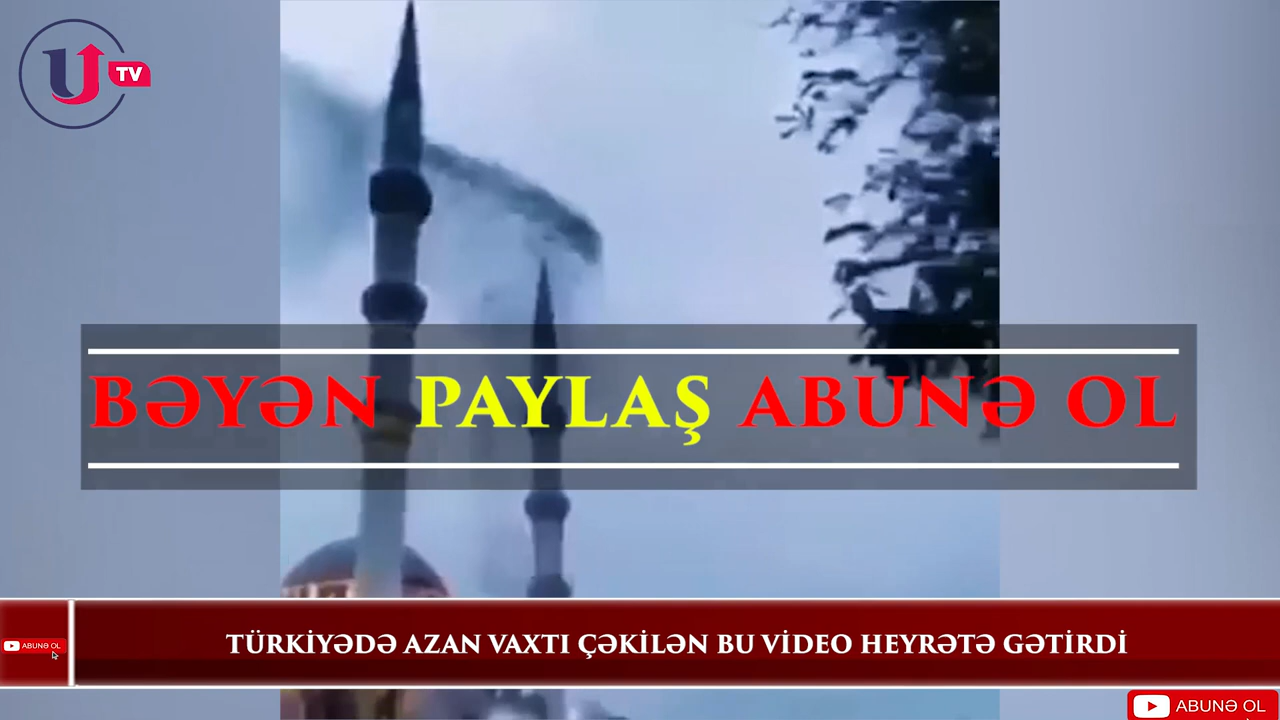 U TV
BƏYƏN PAYLAŞ ABUNƏ OL
ABUNƏ OL
TÜRKİYƏDƏ AZAN VAXTI ÇƏKİLƏN BU VİDEO HEYRƏTƏ GƏTİRDİ
ABUNƏ OL